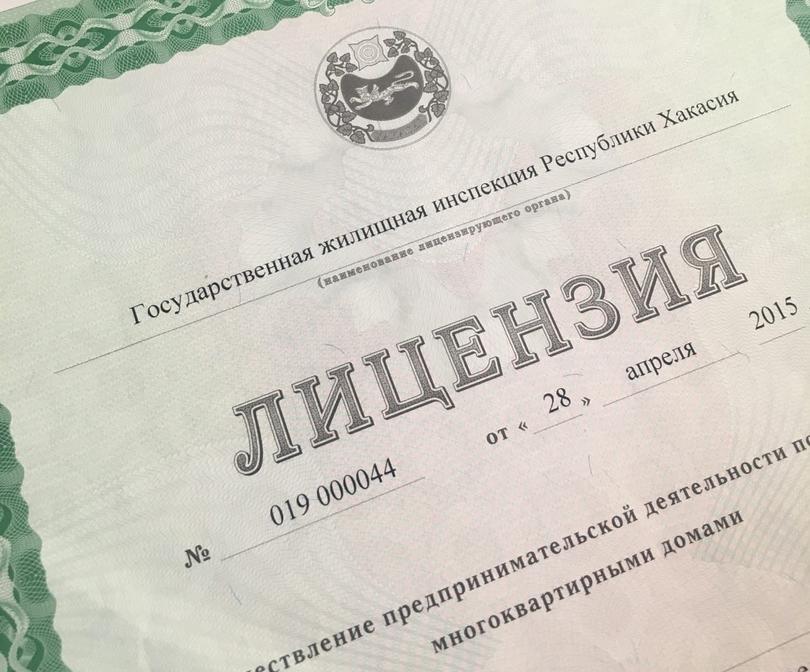 Государственная жилищная инспекция Республики Хакасия
(наименование лицензирующего органа)
ЛИЦЕНЗИЯ
№ 019 000044 от « 28 » апреля 2015
ествление предпринимательской деятельности по
многоквартирными домами